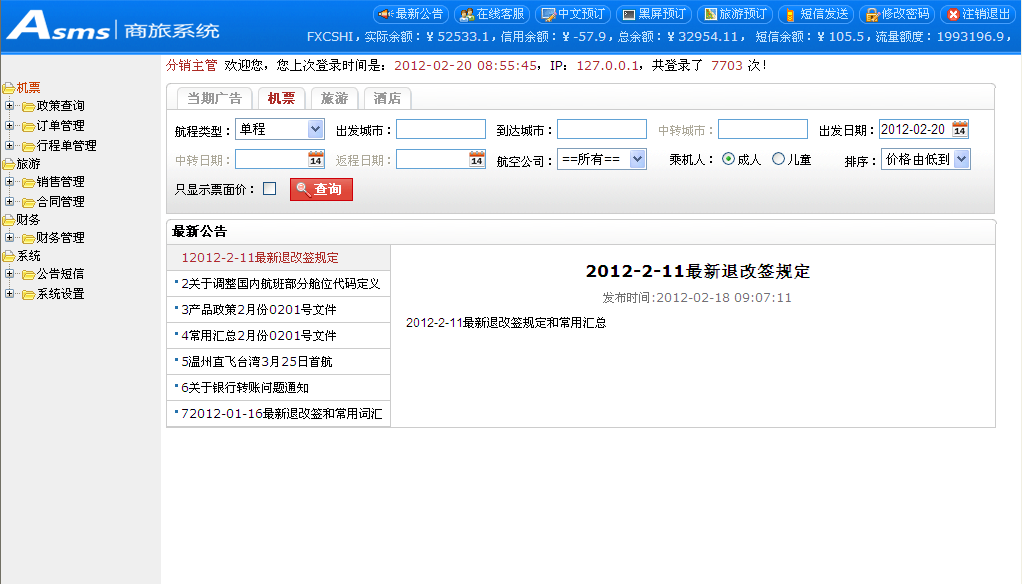 Asms 商旅系统
最新公告 在线客服 中文预订 黑屏预订 旅游预订 短信发送 修改密码 注销退出
FXCSHI，实际余额：￥52533.1，信用余额：￥-57.9，总余额：￥32954.11， 短信余额：￥105.5，流量额度：1993196.9，
分销主管 欢迎您，您上次登录时间是：2012-02-20 08:55:45，IP：127.0.0.1，共登录了 7703 次！
机票
政策查询
订单管理
行程单管理
旅游
销售管理
合同管理
财务
财务管理
系统
公告短信
系统设置
当期广告 机票 旅游 酒店
航程类型： 单程 出发城市： 到达城市： 中转城市： 出发日期： 2012-02-20 14
中转日期： 14 返程日期： 14 航空公司： ==所有== 乘机人： 成人 儿童 排序： 价格由低到
只显示票面价： 查询
最新公告
12012-2-11最新退改签规定
2关于调整国内航班部分舱位代码定义
3产品政策2月份0201号文件
4常用汇总2月份0201号文件
5温州直飞台湾3月25日首航
6关于银行转账问题通知
72012-01-16最新退改签和常用词汇
2012-2-11最新退改签规定
发布时间:2012-02-18 09:07:11
2012-2-11最新退改签规定和常用汇总